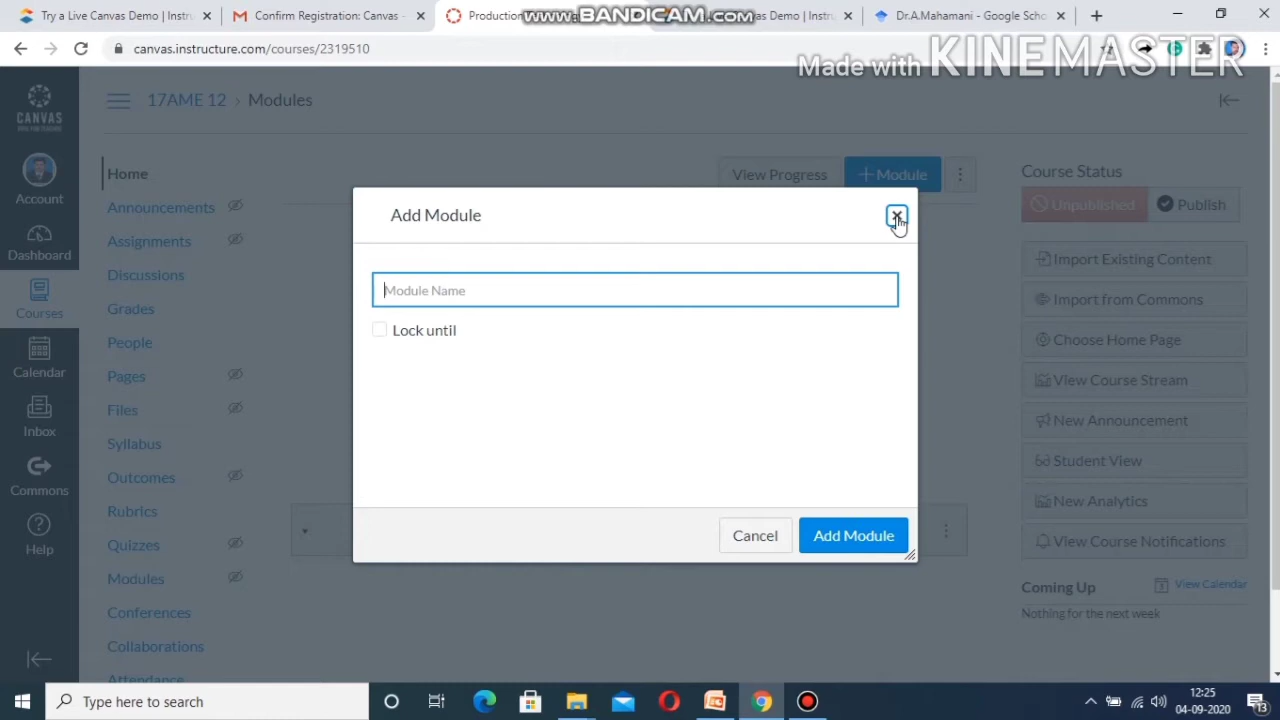 Try a Live Canvas Demo | Instru
Confirm Registration: Canvas -
Production
www.BANDICAM.com
as Demo | Instru
Dr.A.Mahamani - Google Scho
canvas.instructure.com/courses/2319510
Made with KINEMASTER
CANVAS
Account
Dashboard
Courses
Calendar
Inbox
Commons
Help
17AME 12 › Modules
Home
Announcements
Assignments
Discussions
Grades
People
Pages
Files
Syllabus
Outcomes
Rubrics
Quizzes
Modules
Conferences
Collaborations
Attendance
View Progress
+ Module
Add Module
Module Name
Lock until
Cancel
Add Module
Course Status
Unpublished
Publish
Import Existing Content
Import from Commons
Choose Home Page
View Course Stream
New Announcement
Student View
New Analytics
View Course Notifications
Coming Up
View Calendar
Nothing for the next week
Type here to search
12:25
04-09-2020